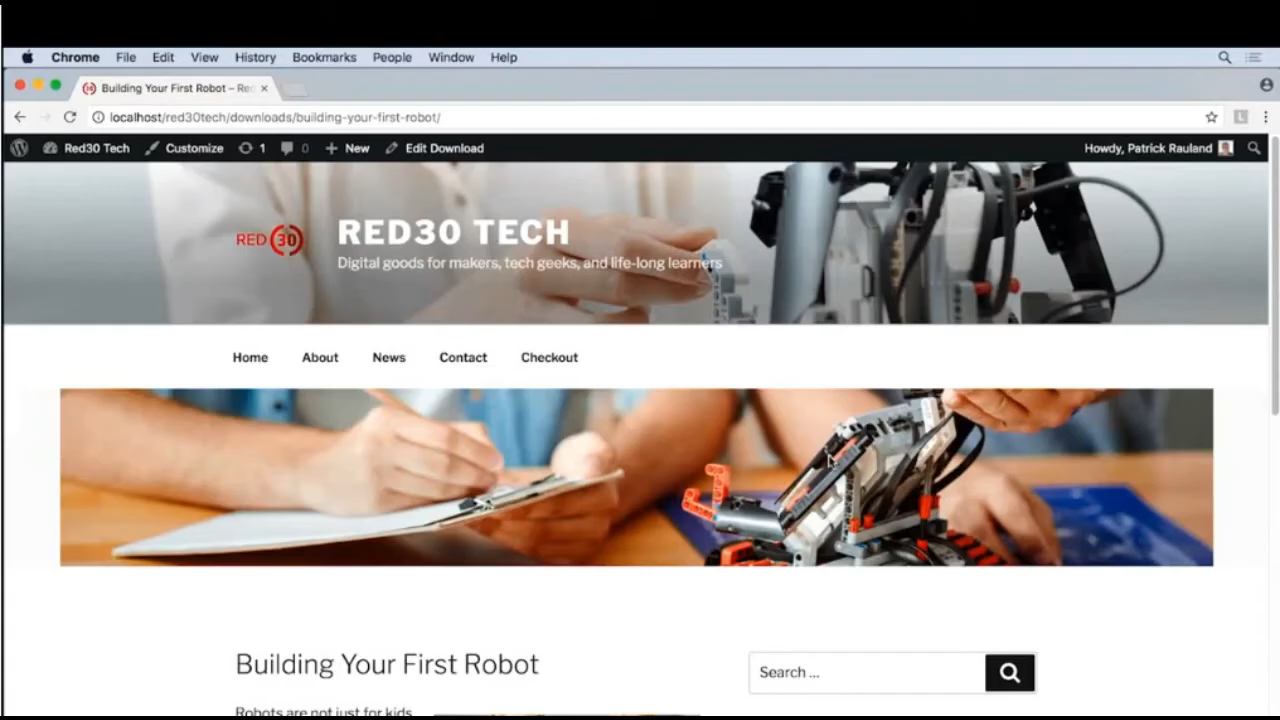 Chrome File Edit View History Bookmarks People Window Help
Building Your First Robot – Red
localhost/red30tech/downloads/building-your-first-robot/
Red30 Tech Customize 1 0 New Edit Download Howdy, Patrick Rauland
RED 30 RED30 TECH
Digital goods for makers, tech geeks, and life-long learners
Home About News Contact Checkout
Building Your First Robot
Search ...
Robots are not just for kids